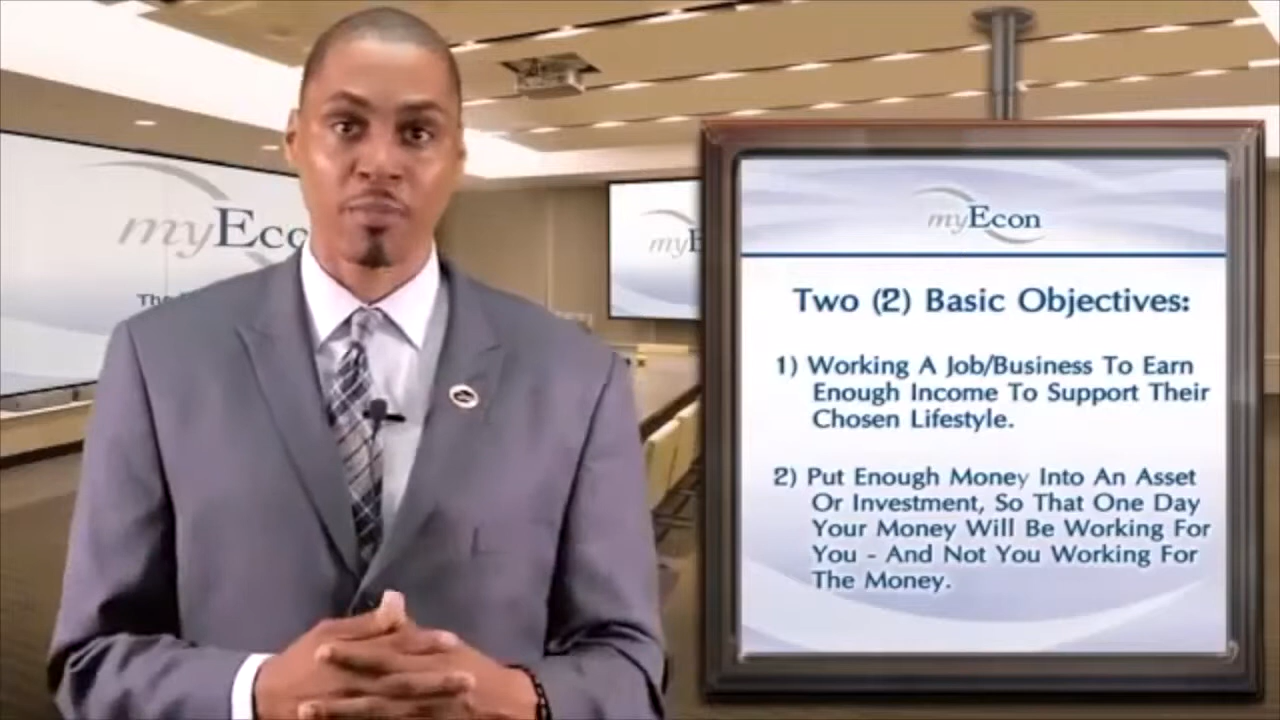 myEcon
Two (2) Basic Objectives:
1) Working A Job/Business To Earn
Enough Income To Support Their
Chosen Lifestyle.
2) Put Enough Money Into An Asset
Or Investment, So That One Day
Your Money Will Be Working For
You - And Not You Working For
The Money.
myEco
The
myE